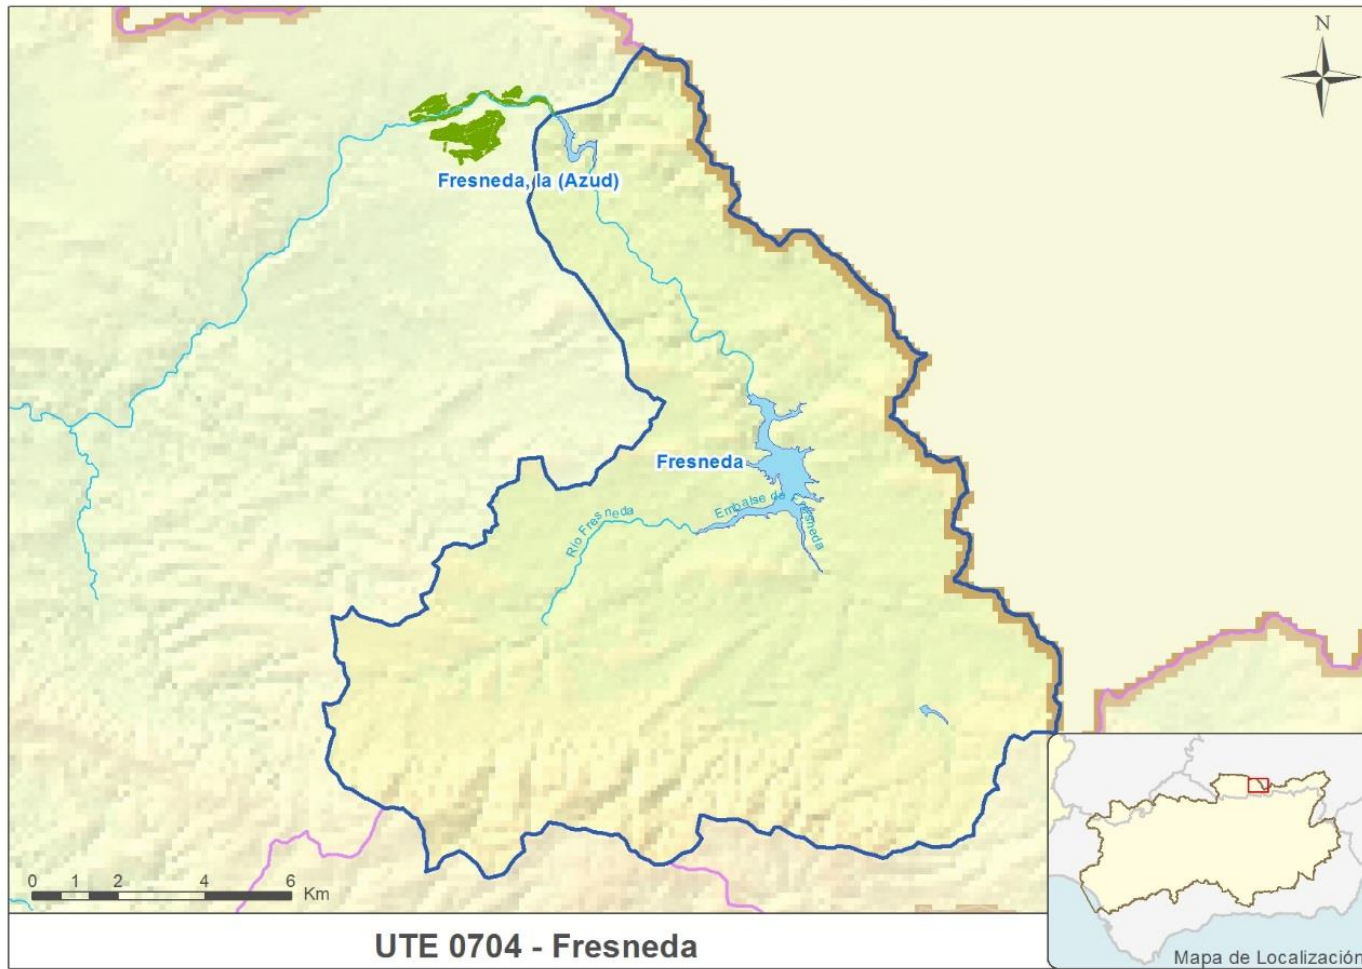 N
Fresneda, la (Azud)
Fresneda
Embalse de Fresneda
Río Fresneda
0 1 2 4 6 Km
UTE 0704 - Fresneda
Mapa de Localización